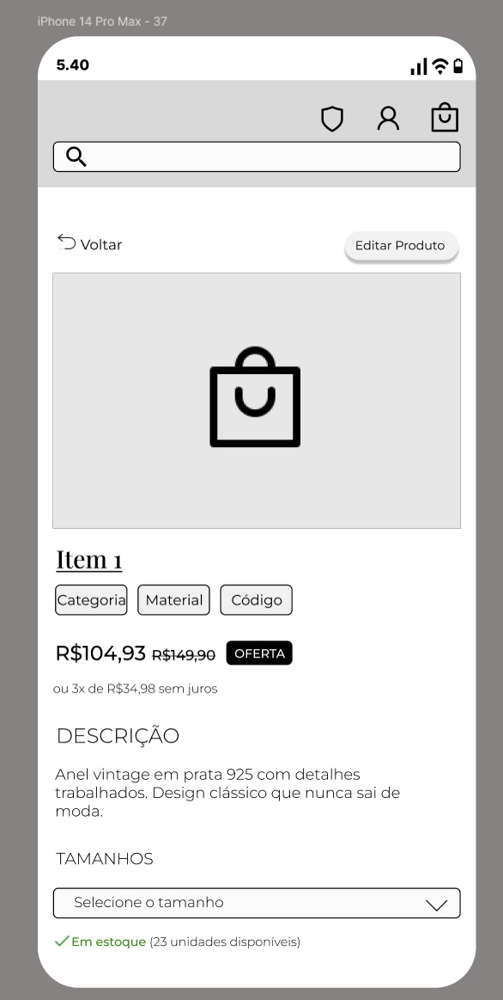 iPhone 14 Pro Max - 37
5.40
Voltar
Editar Produto
Item 1
Categoria
Material
Código
R$104,93 R$149,90 OFERTA
ou 3x de R$34,98 sem juros
DESCRIÇÃO
Anel vintage em prata 925 com detalhes
trabalhados. Design clássico que nunca sai de
moda.
TAMANHOS
Selecione o tamanho
Em estoque (23 unidades disponíveis)